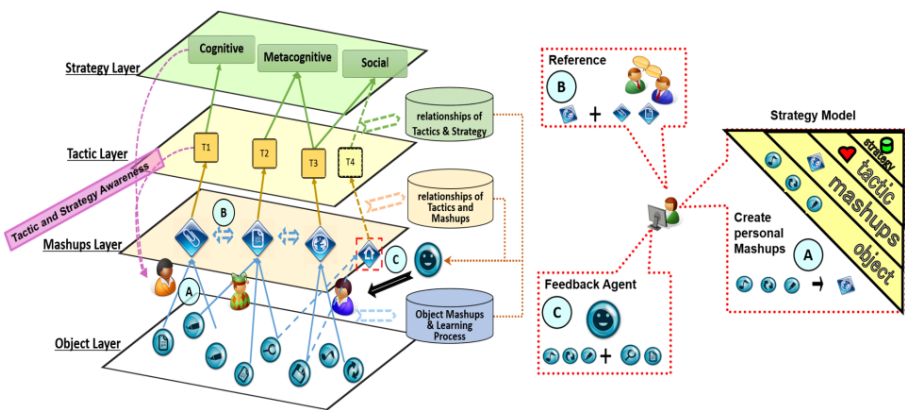 Strategy Layer
Cognitive
Metacognitive
Social
Tactic Layer
T1
T2
T3
T4
relationships of
Tactics & Strategy
Tactic and Strategy Awareness
relationships of
Tactics and
Mashups
Mashups Layer
B
C
A
Object Mashups
& Learning
Process
Object Layer
Reference
B
Strategy Model
strategy
tactic
mashups
object
Create
personal
Mashups
A
Feedback Agent
C